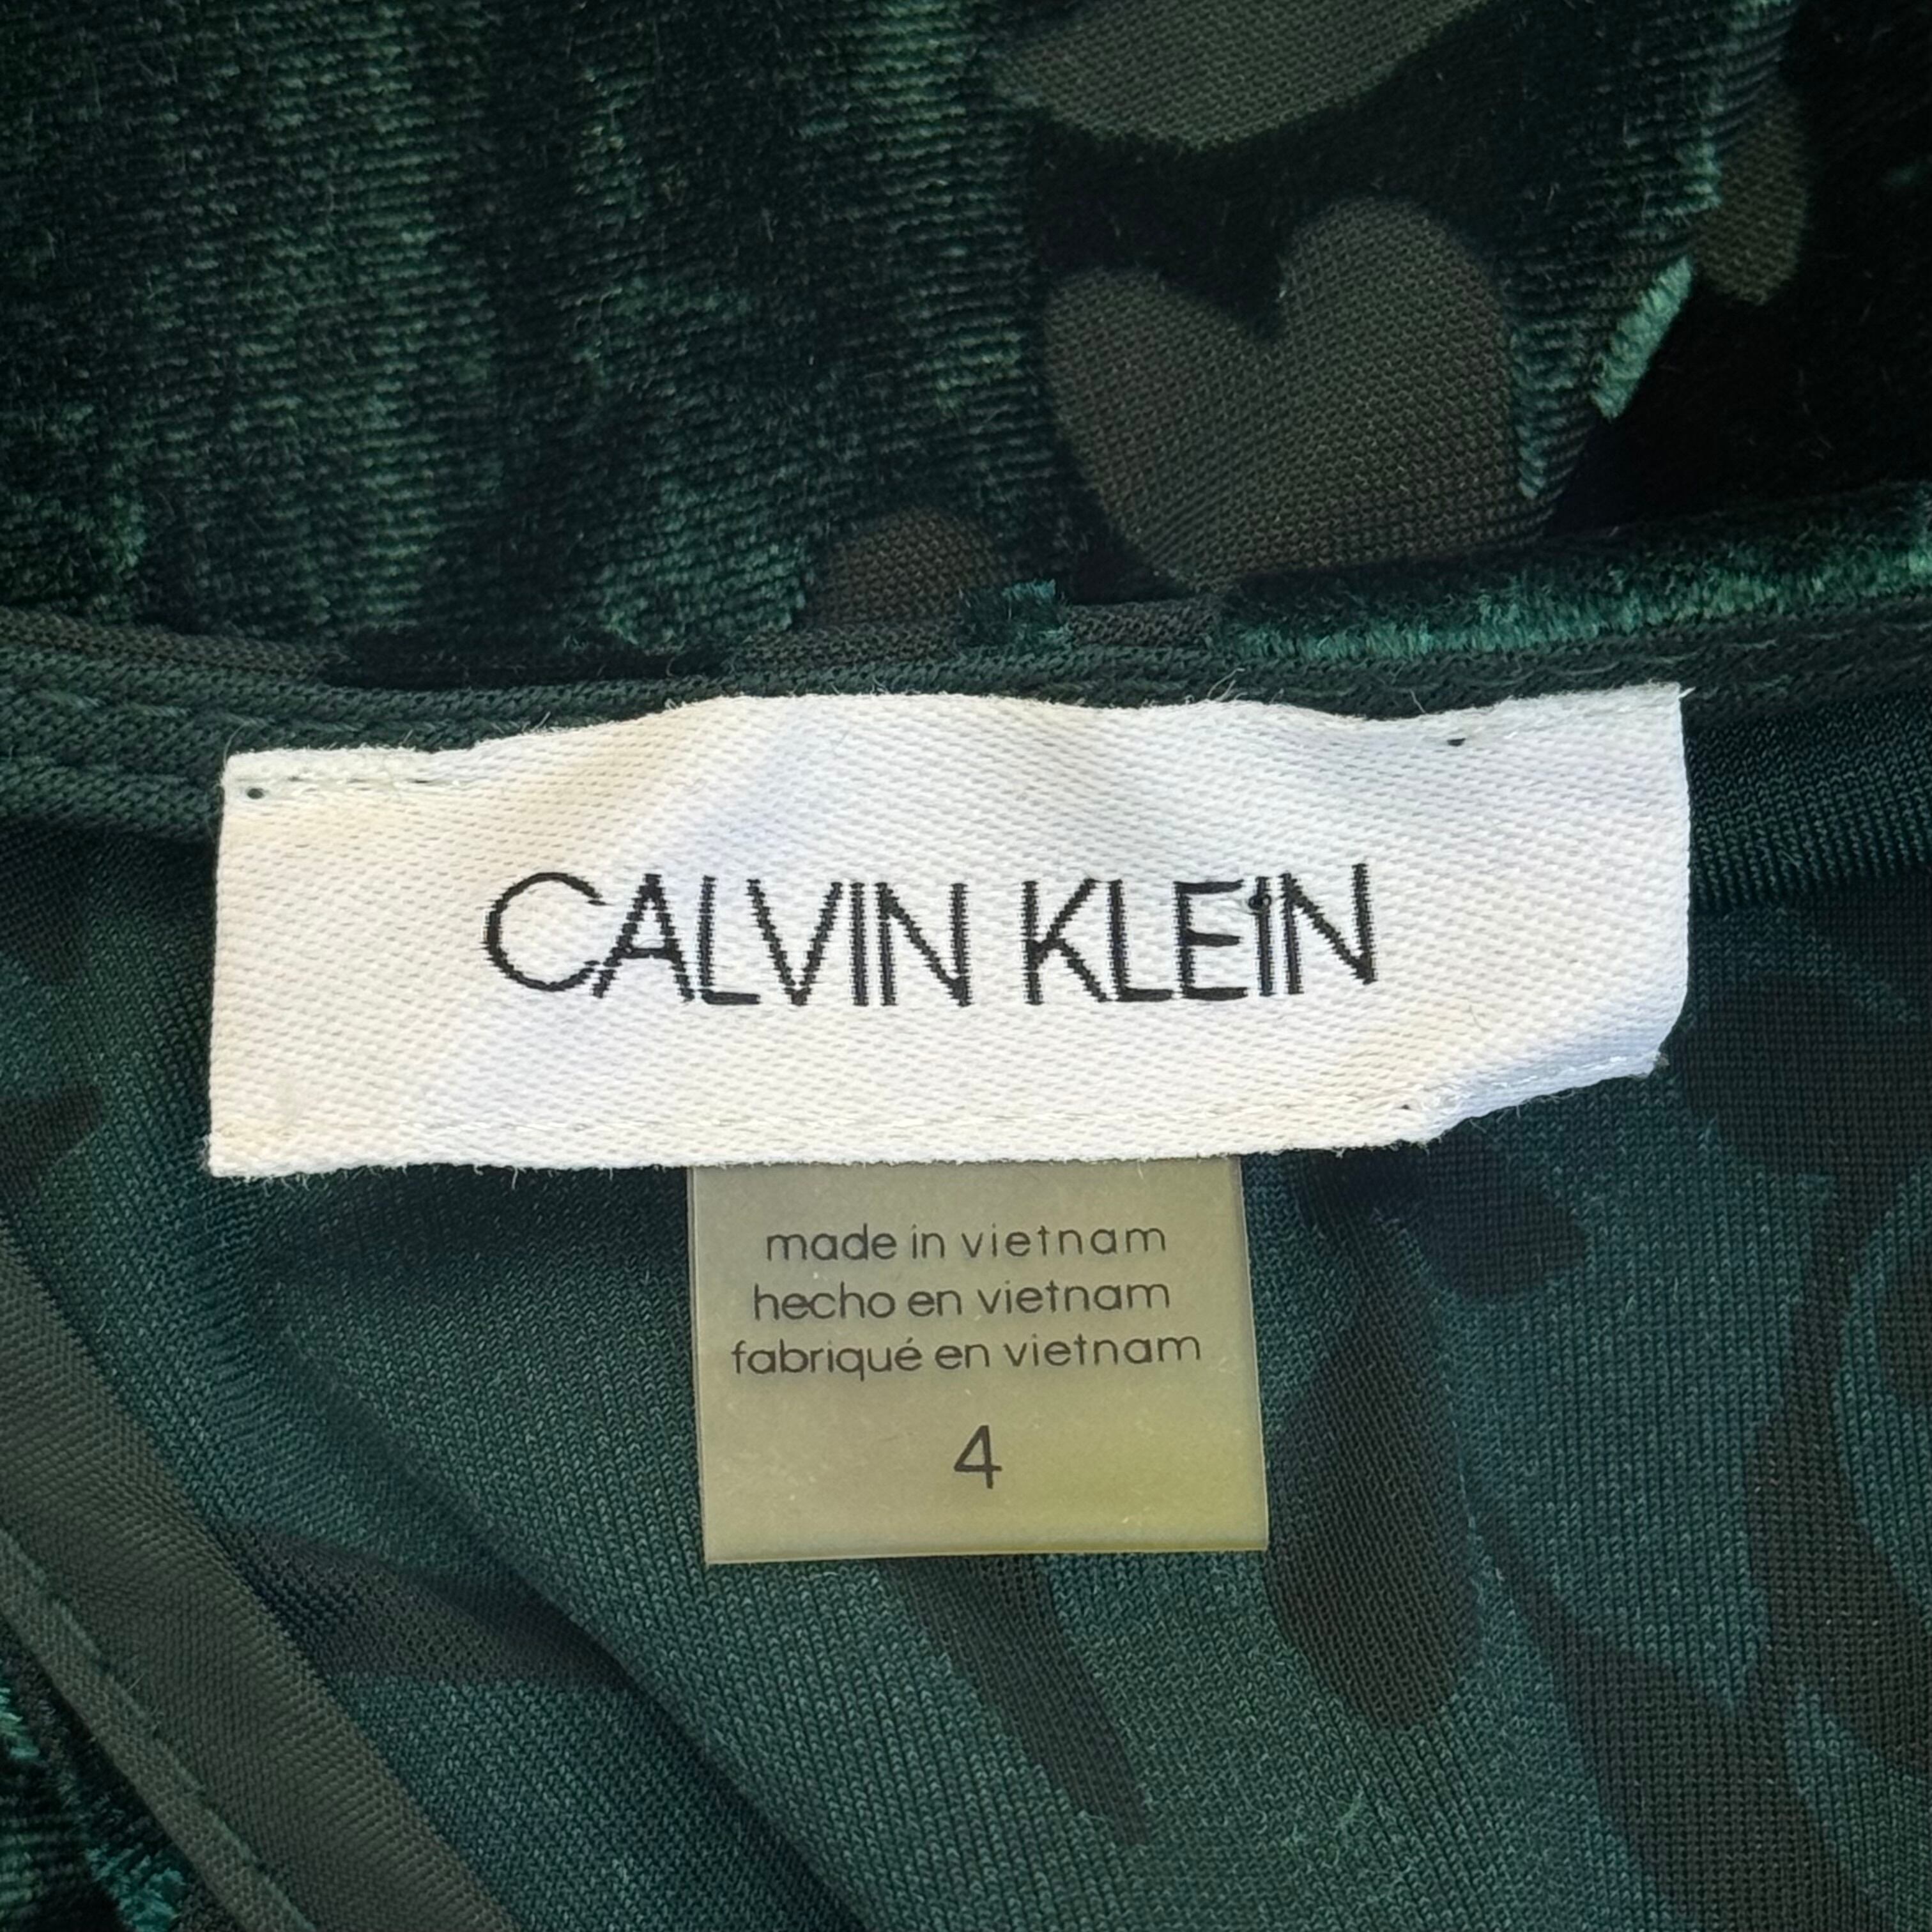 CALVIN KLEIN
made in vietnam
hecho en vietnam
fabriqué en vietnam
4